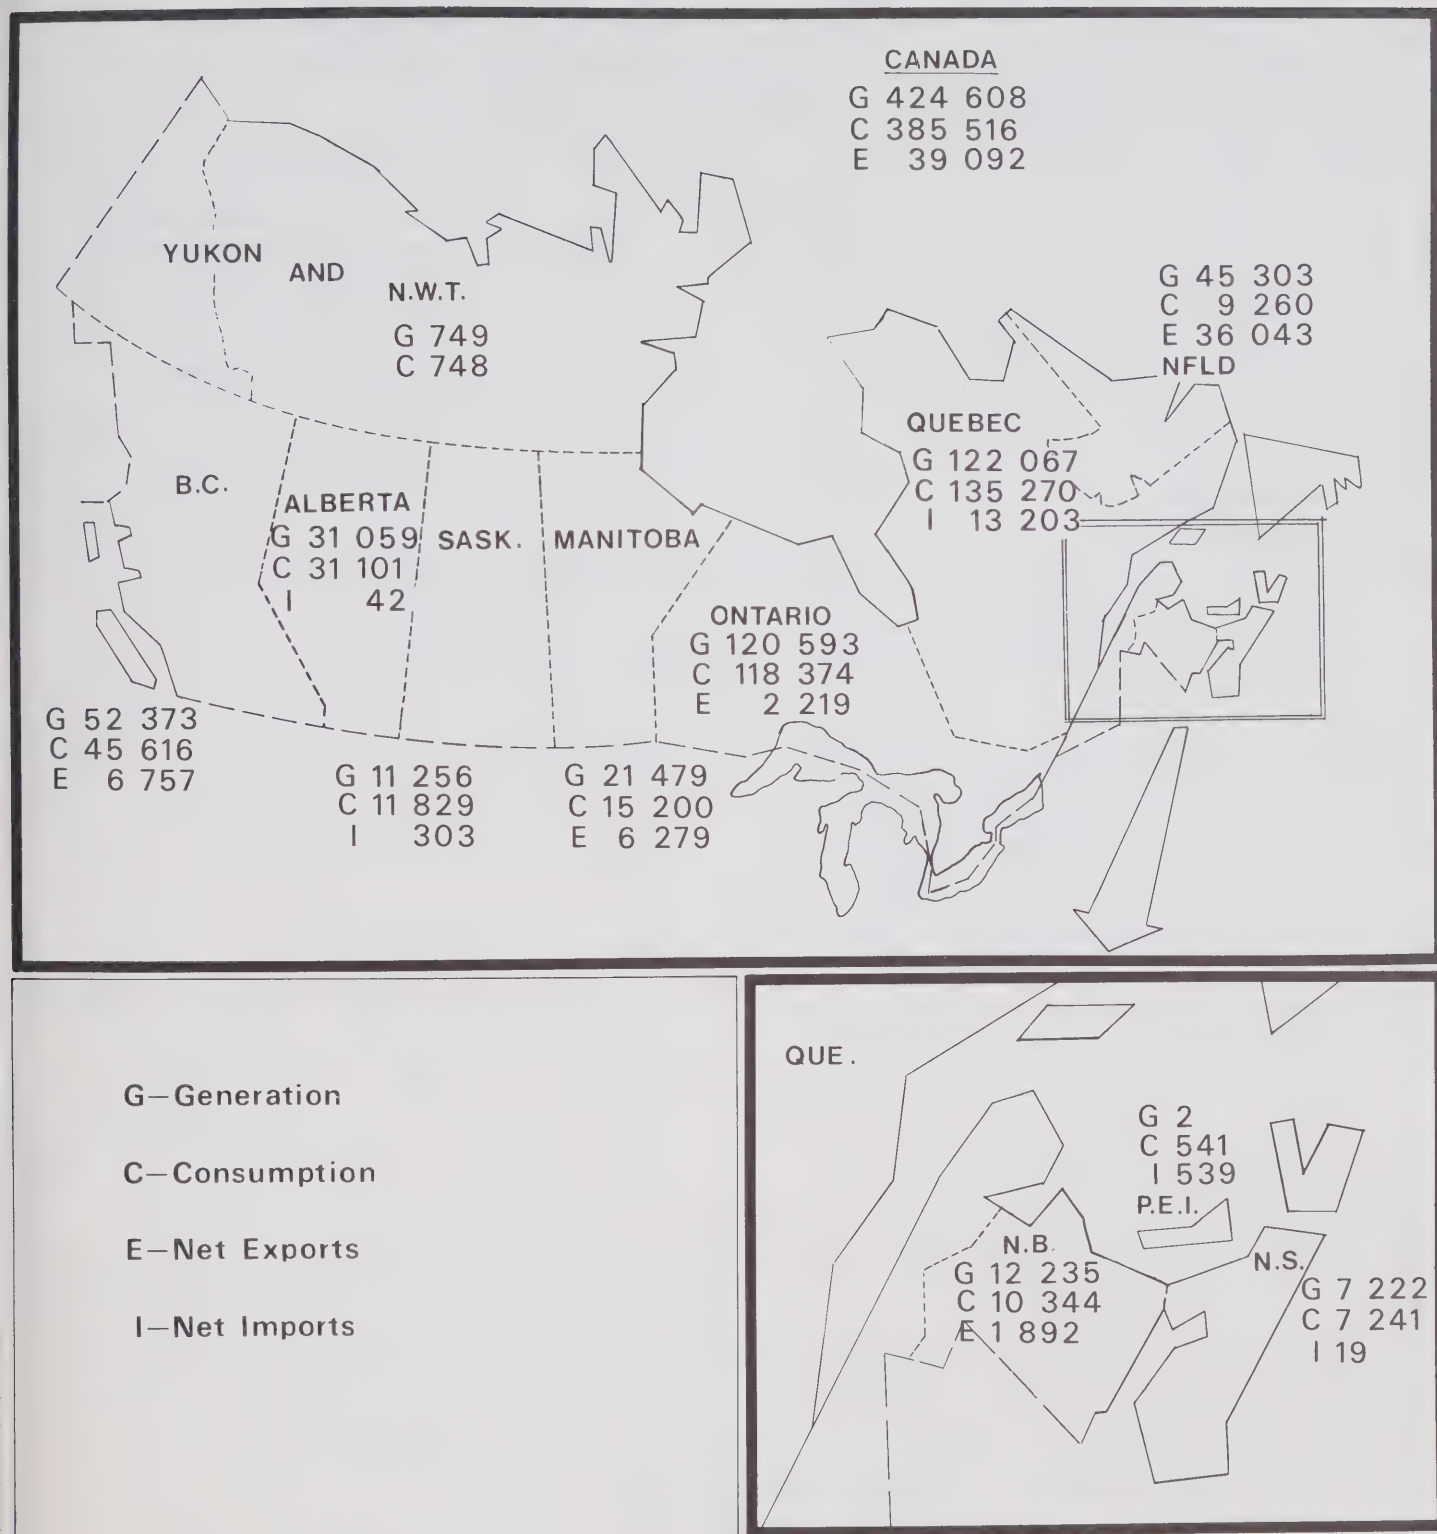 CANADA
G 424 608
C 385 516
E 39 092
YUKON AND N.W.T.
G 749
C 748
G 45 303
C 9 260
E 36 043
NFLD
QUEBEC
G 122 067
C 135 270
I 13 203
B.C.
G 52 373
C 45 616
E 6 757
ALBERTA
G 31 059
C 31 101
I 42
SASK.
G 11 256
C 11 829
I 303
MANITOBA
G 21 479
C 15 200
E 6 279
ONTARIO
G 120 593
C 118 374
E 2 219
G—Generation
C—Consumption
E—Net Exports
I—Net Imports
QUE.
G 2
C 541
I 539
P.E.I.
N.B.
G 12 235
C 10 344
E 1 892
N.S.
G 7 222
C 7 241
I 19